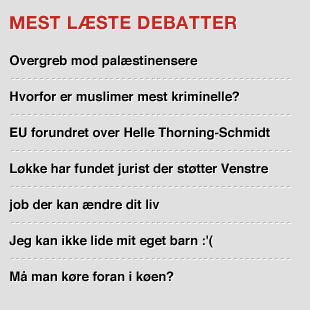 MEST LÆSTE DEBATTER
Overgreb mod palæstinensere
Hvorfor er muslimer mest kriminelle?
EU forundret over Helle Thorning-Schmidt
Løkke har fundet jurist der støtter Venstre
job der kan ændre dit liv
Jeg kan ikke lide mit eget barn :'(
Må man køre foran i køen?